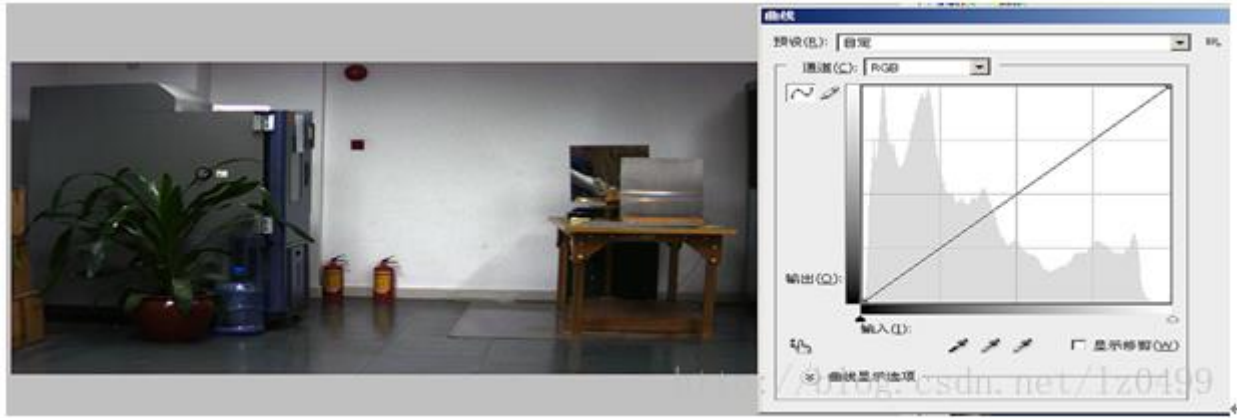 曲线
预设(R): 自定
通道(C): RGB
输出(O):
输入(I):
显示修剪(W)
曲线显示选项
http://blog.csdn.net/lz0499